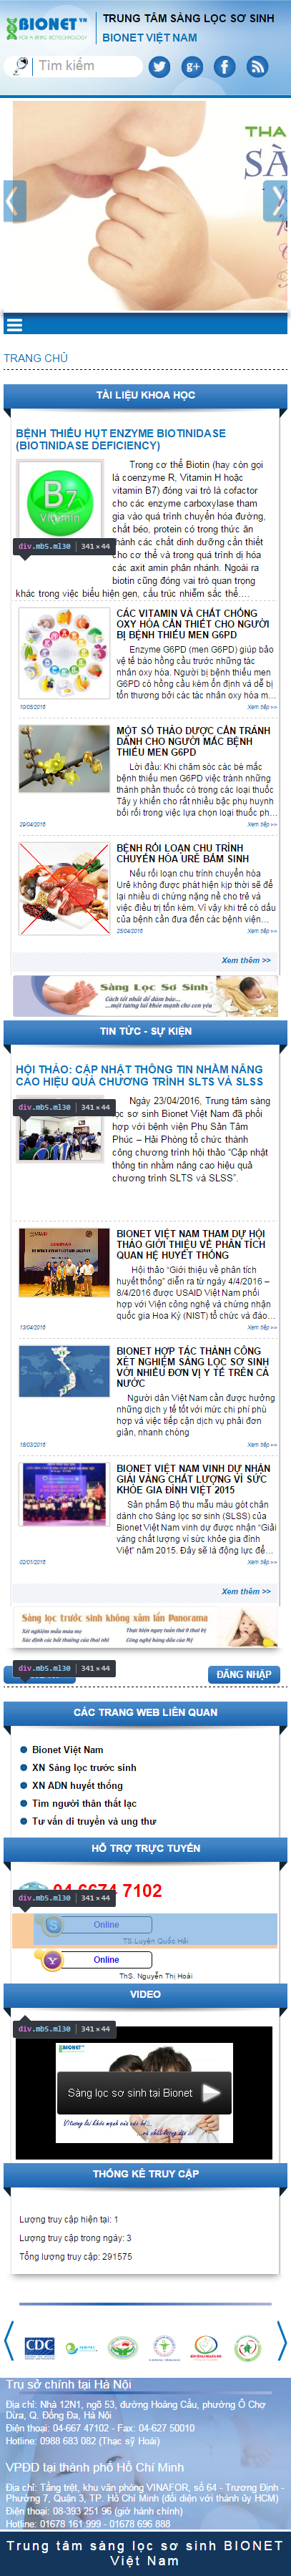 BIONET™
FOR A RISING BIOTECHNOLOGY
TRUNG TÂM SÀNG LỌC SƠ SINH
BIONET VIỆT NAM
Tìm kiếm
THA
SÀ
TRANG CHỦ
TÀI LIỆU KHOA HỌC
BỆNH THIẾU HỤT ENZYME BIOTINIDASE
(BIOTINIDASE DEFICIENCY)
B7
Vitamin
Trong cơ thể Biotin (hay còn gọi
là coenzyme R, Vitamin H hoặc
vitamin B7) đóng vai trò là cofactor
cho các enzyme carboxylase tham
gia vào quá trình chuyển hóa đường,
chất béo, protein có trong thức ăn
thành các chất dinh dưỡng cần thiết
cho cơ thể và trong quá trình dị hóa
các axit amin phân nhánh. Ngoài ra
biotin cũng đóng vai trò quan trọng
khác trong việc biểu hiện gen, cấu trúc nhiễm sắc thể....
div.mb5.ml30 | 341×44
CÁC VITAMIN VÀ CHẤT CHỐNG
OXY HÓA CẦN THIẾT CHO NGƯỜI
BỊ BỆNH THIẾU MEN G6PD
Enzyme G6PD (men G6PD) giúp bảo
vệ tế bào hồng cầu trước những tác
nhân oxy hóa. Người bị bệnh thiếu men
G6PD có hồng cầu kém ổn định và dễ bị
tổn thương bởi các tác nhân oxy hóa m...
10/05/2016
Xem tiếp >>
MỘT SỐ THẢO DƯỢC CẦN TRÁNH
DÀNH CHO NGƯỜI MẮC BỆNH
THIẾU MEN G6PD
Lời đầu: Khi chăm sóc các bé mắc
bệnh thiếu men G6PD việc tránh những
thành phần thuốc có trong các loại thuốc
Tây y khiến cho rất nhiều bậc phụ huynh
bối rối trong việc lựa chọn loại thuốc ph...
29/04/2016
Xem tiếp >>
BỆNH RỐI LOẠN CHU TRÌNH
CHUYỂN HÓA URÊ BẨM SINH
Nếu rối loạn chu trình chuyển hóa
Urê không được phát hiện kịp thời sẽ để
lại nhiều di chứng nặng nề cho trẻ và
việc điều trị tốn kém. Vì vậy khi trẻ có dấu
của bệnh cần đưa đến các bệnh viện...
25/04/2016
Xem tiếp >>
Xem thêm >>
Sàng Lọc Sơ Sinh
Cách tốt nhất để đảm bảo...
...một tương lai khỏe mạnh cho con yêu
TIN TỨC - SỰ KIỆN
HỘI THẢO: CẬP NHẬT THÔNG TIN NHẰM NÂNG
CAO HIỆU QUẢ CHƯƠNG TRÌNH SLTS VÀ SLSS
div.mb5.ml30 | 341×44
Ngày 23/04/2016, Trung tâm sàng
lọc sơ sinh Bionet Việt Nam đã phối
hợp với bệnh viện Phụ Sản Tâm
Phúc – Hải Phòng tổ chức thành
công chương trình hội thảo “Cập nhật
thông tin nhằm nâng cao hiệu quả
chương trình SLTS và SLSS”.
BIONET VIỆT NAM THAM DỰ HỘI
THẢO GIỚI THIỆU VỀ PHÂN TÍCH
QUAN HỆ HUYẾT THỐNG
Hội thảo “Giới thiệu về phân tích
huyết thống” diễn ra từ ngày 4/4/2016 –
8/4/2016 được USAID Việt Nam phối
hợp với Viện công nghệ và chứng nhận
quốc gia Hoa Kỳ (NIST) tổ chức và đào...
13/04/2016
Xem tiếp >>
BIONET HỢP TÁC THÀNH CÔNG
XÉT NGHIỆM SÀNG LỌC SƠ SINH
VỚI NHIỀU ĐƠN VỊ Y TẾ TRÊN CẢ
NƯỚC
Người dân Việt Nam cần được hưởng
những dịch y tế tốt với mức chi phí phù
hợp và việc tiếp cận dịch vụ phải đơn
giản, nhanh chóng
18/03/2016
Xem tiếp >>
BIONET VIỆT NAM VINH DỰ NHẬN
GIẢI VÀNG CHẤT LƯỢNG VÌ SỨC
KHỎE GIA ĐÌNH VIỆT 2015
Sản phẩm Bộ thu mẫu máu gót chân
dành cho Sàng lọc sơ sinh (SLSS) của
Bionet Việt Nam vinh dự được nhận “Giải
vàng chất lượng vì sức khỏe gia đình
Việt” năm 2015. Đây sẽ là động lực để...
02/01/2016
Xem tiếp >>
Xem thêm >>
Sàng lọc trước sinh không xâm lấn Panorama
Xét nghiệm mẫu máu mẹ
Thực hiện ngay tuần thứ 9 thai kỳ
Xác định các bất thường của thai nhi
Công nghệ hàng đầu của Mỹ
div.mb5.ml30 | 341×44
ĐĂNG NHẬP
CÁC TRANG WEB LIÊN QUAN
Bionet Việt Nam
XN Sàng lọc trước sinh
XN ADN huyết thống
Tìm người thân thất lạc
Tư vấn di truyền và ung thư
HỖ TRỢ TRỰC TUYẾN
04 6674 7102
div.mb5.ml30 | 341×44
Online
TS.Luyện Quốc Hải
Online
ThS. Nguyễn Thị Hoài
VIDEO
div.mb5.ml30 | 341×44
BIONET
Sàng lọc sơ sinh tại Bionet
THỐNG KÊ TRUY CẬP
Lượng truy cập hiện tại: 1
Lượng truy cập trong ngày: 3
Tổng lượng truy cập: 291575
CDC
Trụ sở chính tại Hà Nội
Địa chỉ: Nhà 12N1, ngõ 53, đường Hoàng Cầu, phường Ô Chợ
Dừa, Q. Đống Đa, Hà Nội
Điện thoại: 04-667 47102 - Fax: 04-627 50010
Hotline: 0988 683 082 (Thạc sỹ Hoài)
VPĐD tại thành phố Hồ Chí Minh
Địa chỉ: Tầng trệt, khu văn phòng VINAFOR, số 64 - Trương Định -
Phường 7, Quận 3, TP. Hồ Chí Minh (đối diện với thành ủy HCM)
Điện thoại: 08-393 251 96 (giờ hành chính)
Hotline: 01678 161 999 - 01678 696 888
Trung tâm sàng lọc sơ sinh BIONET
Việt Nam